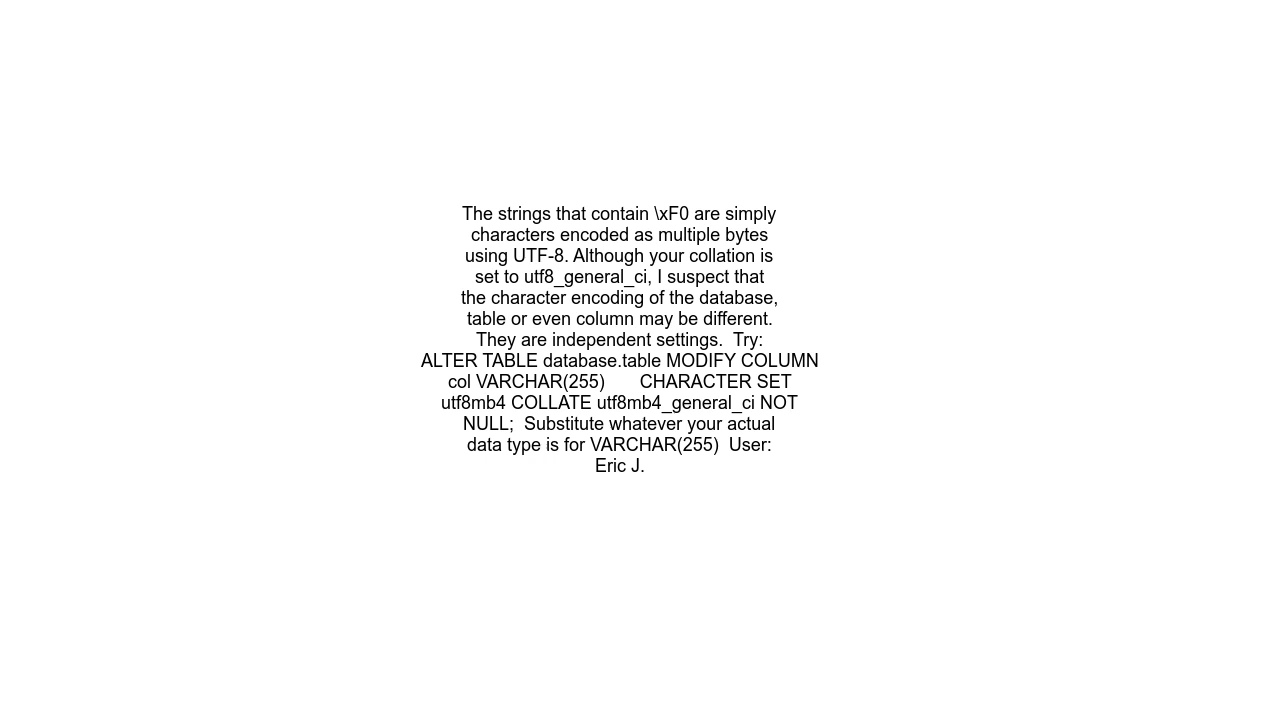 The strings that contain \xF0 are simply
characters encoded as multiple bytes
using UTF-8. Although your collation is
set to utf8_general_ci, I suspect that
the character encoding of the database,
table or even column may be different.
They are independent settings.  Try:
ALTER TABLE database.table MODIFY COLUMN
col VARCHAR(255)       CHARACTER SET
utf8mb4 COLLATE utf8mb4_general_ci NOT
NULL;  Substitute whatever your actual
data type is for VARCHAR(255)  User:
Eric J.